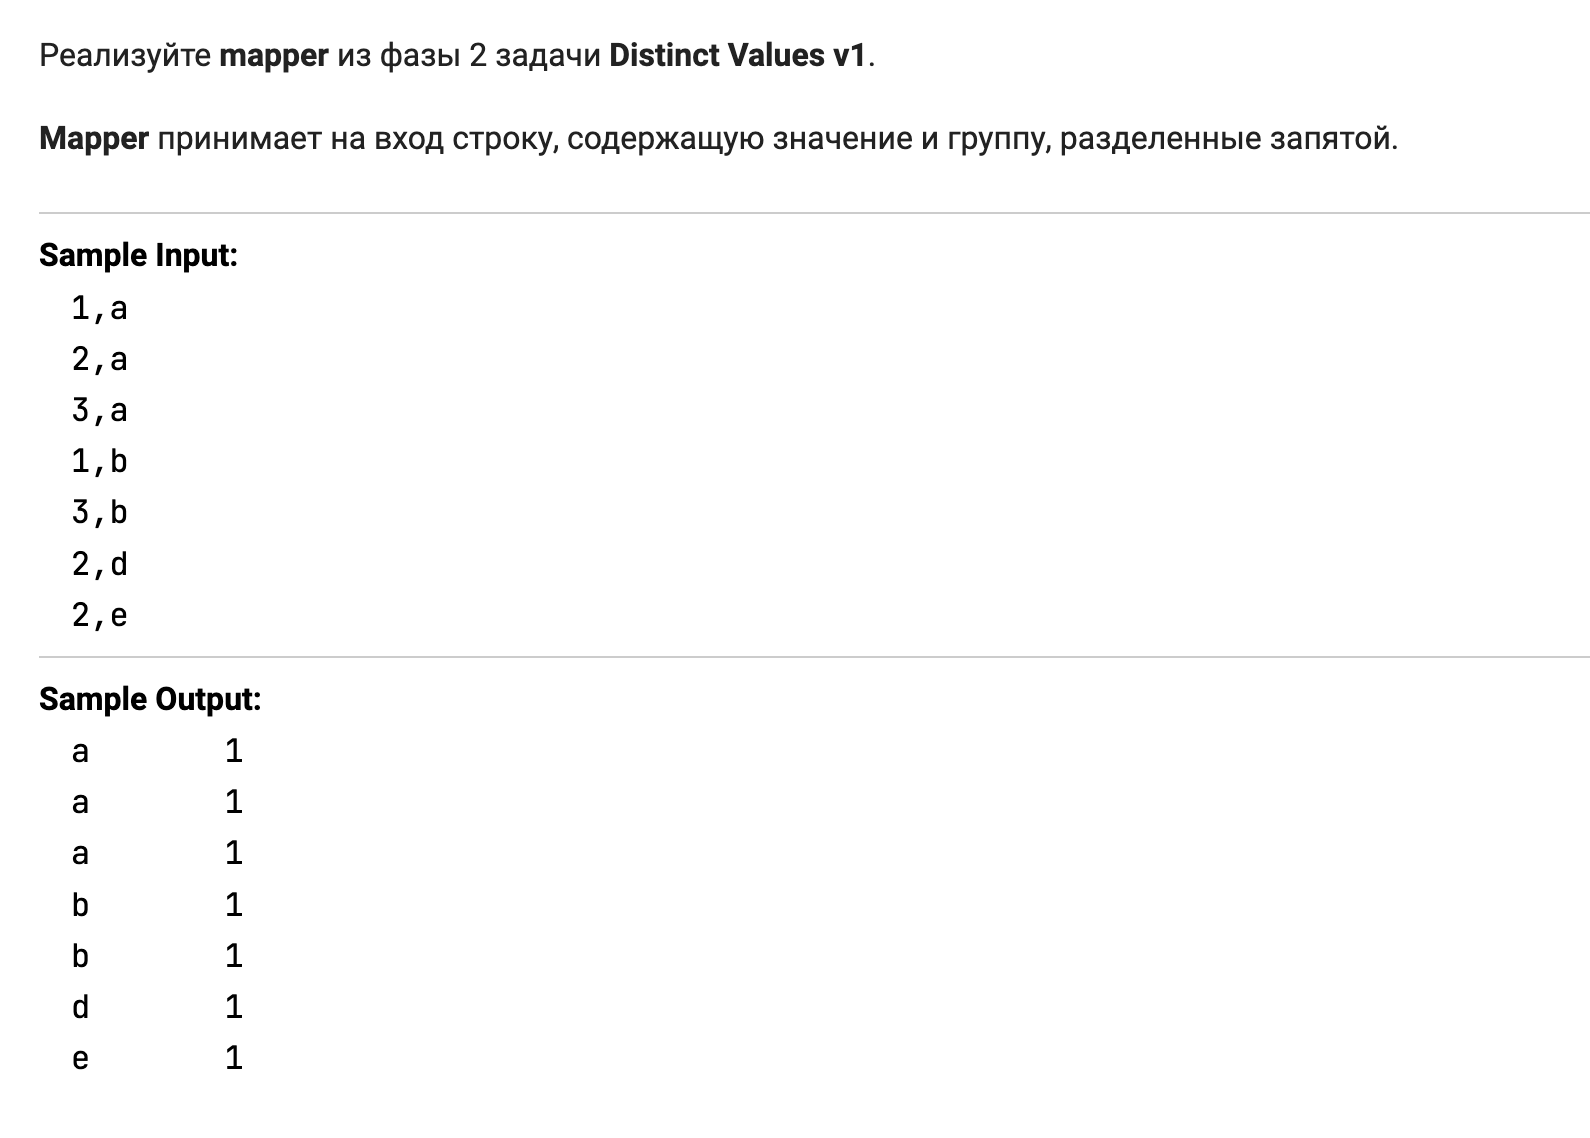 Реализуйте mapper из фазы 2 задачи Distinct Values v1.
Mapper принимает на вход строку, содержащую значение и группу, разделенные запятой.
Sample Input:
1,a
2,a
3,a
1,b
3,b
2,d
2,e
Sample Output:
a	1
a	1
a	1
b	1
b	1
d	1
e	1